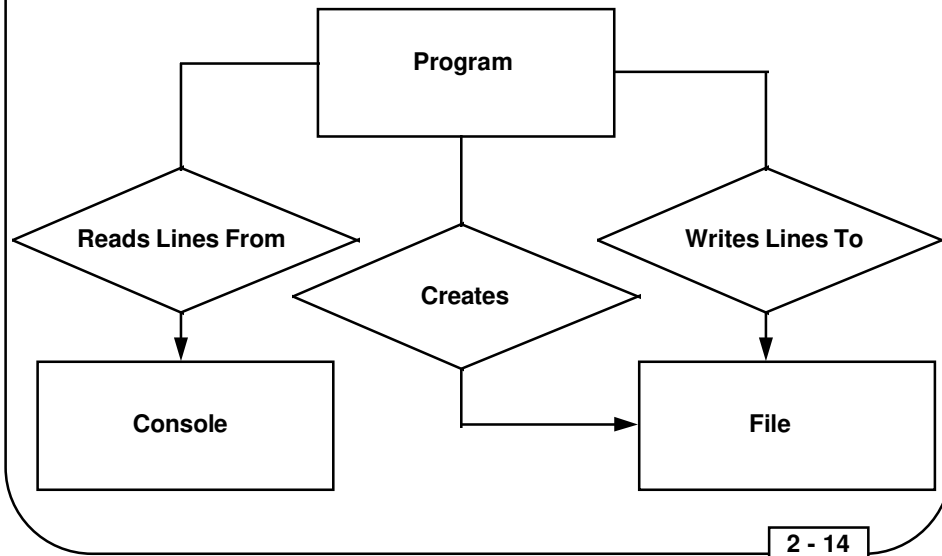 Program
Reads Lines From
Writes Lines To
Creates
Console
File
2 - 14